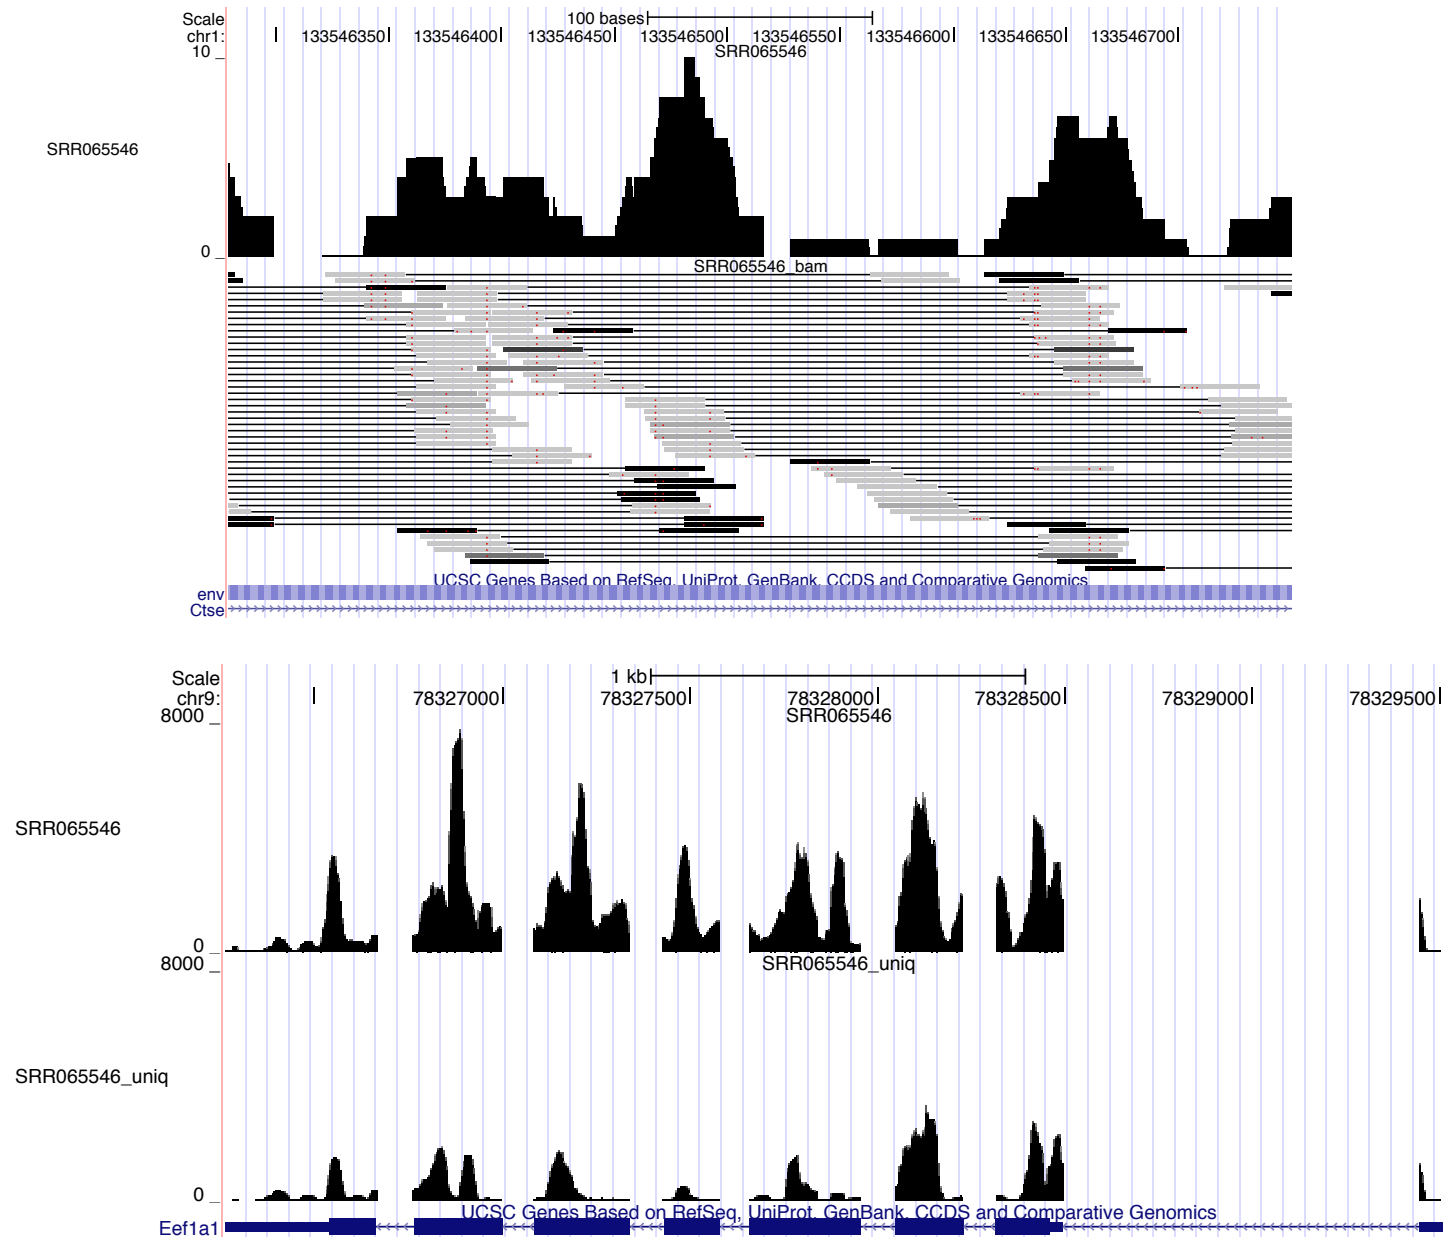 Scale 100 bases
chr1: 133546350 133546400 133546450 133546500 133546550 133546600 133546650 133546700
10 _ SRR065546
SRR065546
0 _
SRR065546_bam
UCSC Genes Based on RefSeq, UniProt, GenBank, CCDS and Comparative Genomics
env
Ctse
Scale 1 kb
chr9: 78327000 78327500 78328000 78328500 78329000 78329500
8000 _ SRR065546
SRR065546
0 _
8000 _ SRR065546_uniq
SRR065546_uniq
0 _
UCSC Genes Based on RefSeq, UniProt, GenBank, CCDS and Comparative Genomics
Eef1a1